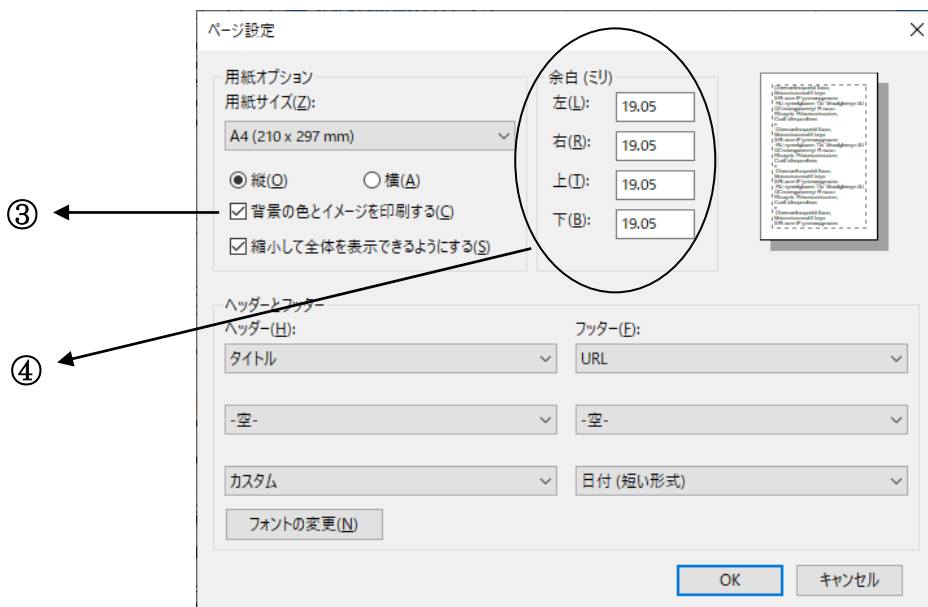 ページ設定
用紙オプション
用紙サイズ(Z):
A4 (210 x 297 mm)
縦(O) 横(A)
③ 背景の色とイメージを印刷する(C)
縮小して全体を表示できるようにする(S)
余白 (ミリ)
左(L): 19.05
右(R): 19.05
上(T): 19.05
下(B): 19.05
④
ヘッダーとフッター
ヘッダー(H): フッター(F):
タイトル URL
-空- -空-
カスタム 日付 (短い形式)
フォントの変更(N)
OK キャンセル